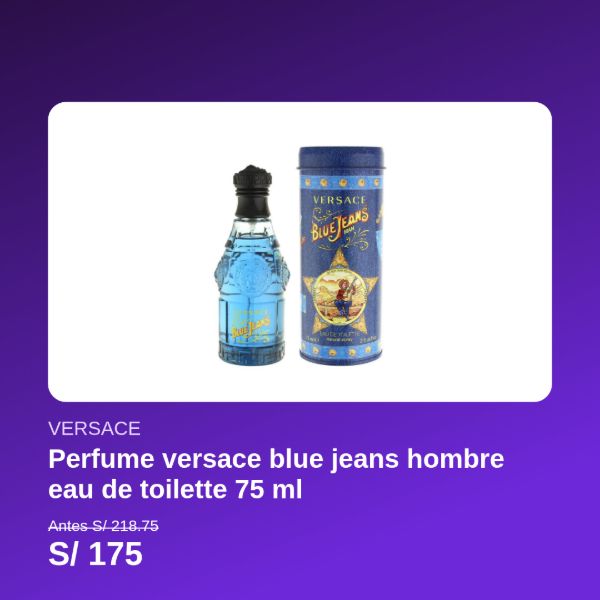 VERSACE
BLUE JEANS
EAU DE TOILETTE
BLUE JEANS
VERSACE
Perfume versace blue jeans hombre
eau de toilette 75 ml
Antes S/ 218.75
S/ 175